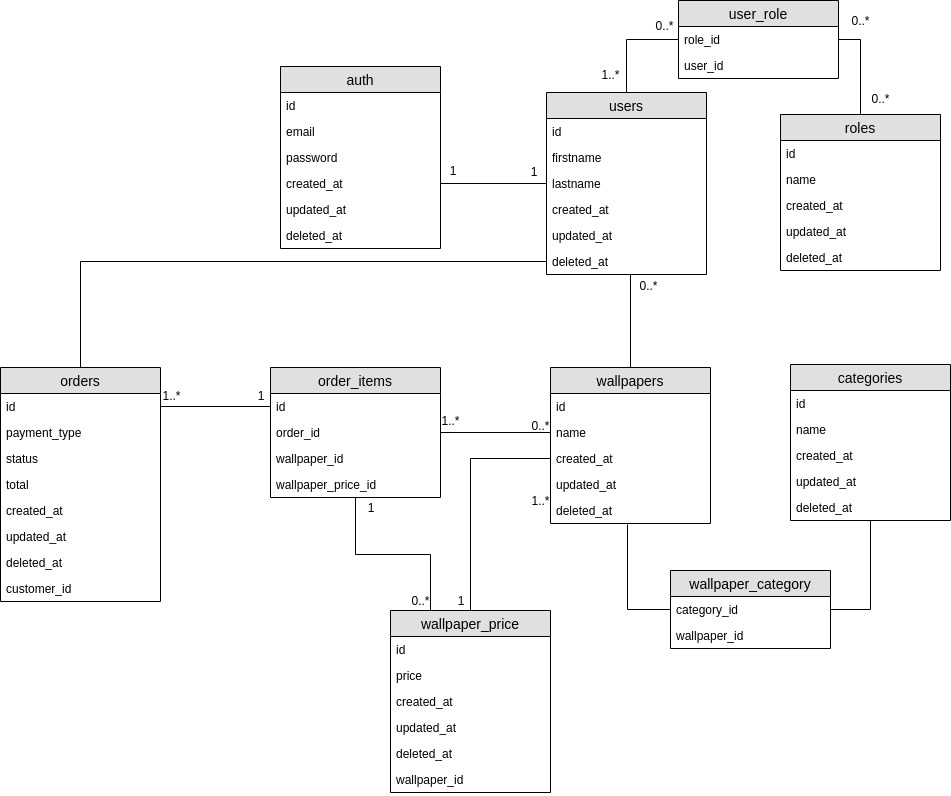 user_role
role_id
user_id
0..*
0..*
1..*
0..*
auth
id
email
password
created_at
updated_at
deleted_at
1
1
users
id
firstname
lastname
created_at
updated_at
deleted_at
0..*
roles
id
name
created_at
updated_at
deleted_at
orders
id
payment_type
status
total
created_at
updated_at
deleted_at
customer_id
1..*
1
order_items
id
order_id
wallpaper_id
wallpaper_price_id
1..*
0..*
1
wallpapers
id
name
created_at
updated_at
deleted_at
1..*
categories
id
name
created_at
updated_at
deleted_at
wallpaper_category
category_id
wallpaper_id
0..*
1
wallpaper_price
id
price
created_at
updated_at
deleted_at
wallpaper_id